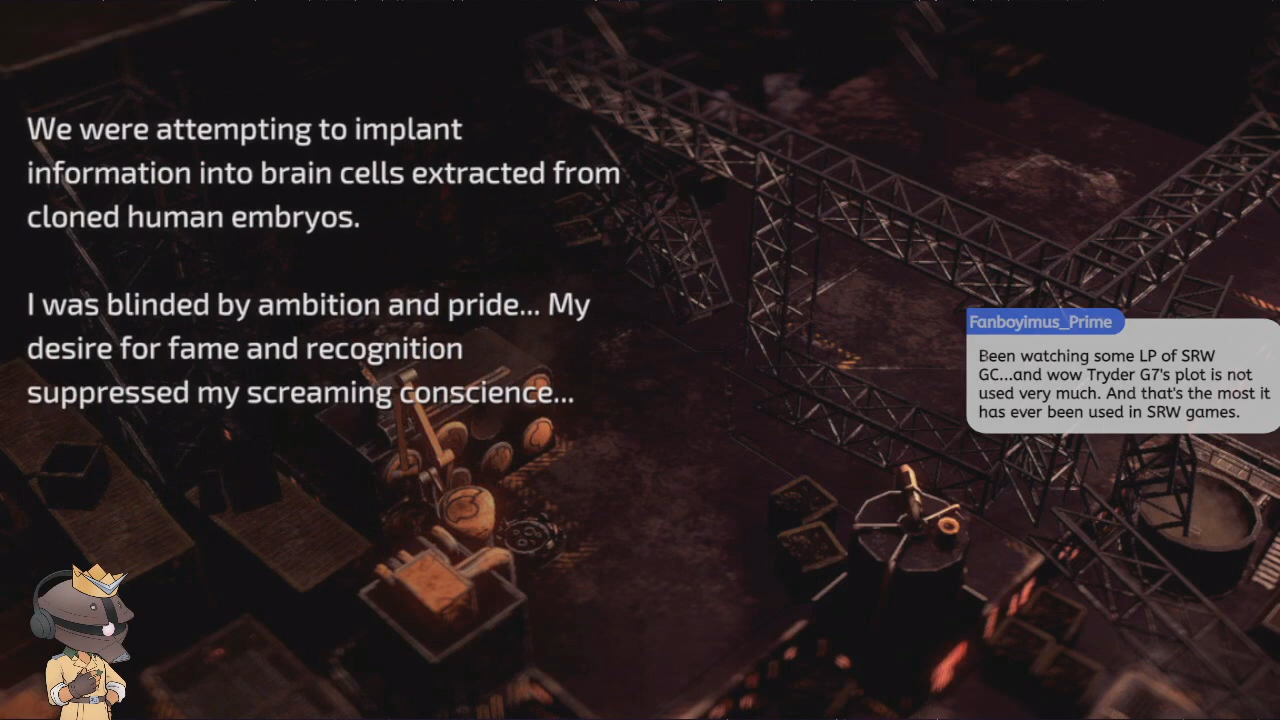 We were attempting to implant
information into brain cells extracted from
cloned human embryos.
I was blinded by ambition and pride... My
desire for fame and recognition
suppressed my screaming conscience...
Fanboyimus_Prime
Been watching some LP of SRW
GC...and wow Tryder G7's plot is not
used very much. And that's the most it
has ever been used in SRW games.